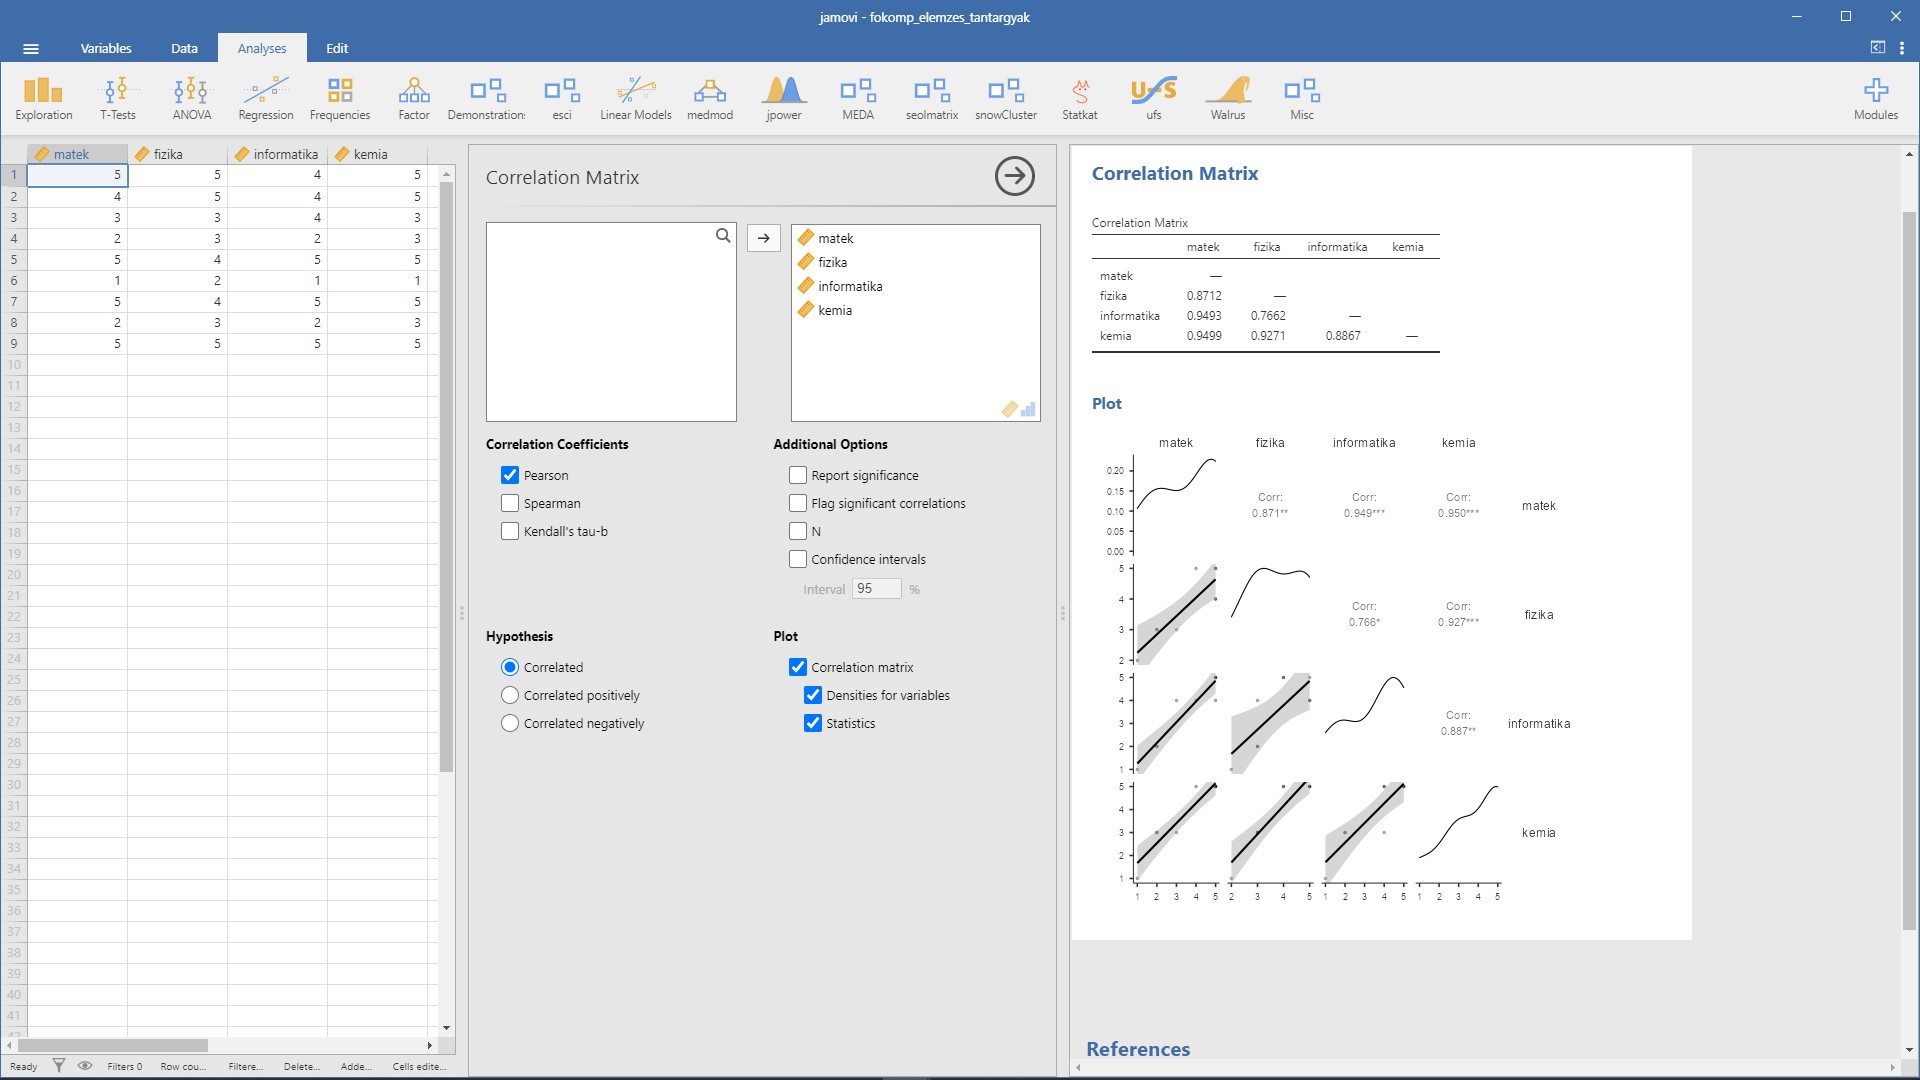 jamovi - fokomp_elemzes_tantargyak
Variables Data Analyses Edit
Exploration T-Tests ANOVA Regression Frequencies Factor Demonstrations esci Linear Models medmod jpower MEDA seolmatrix snowCluster Statkat ufs Walrus Misc Modules
matek fizika informatika kemia
1 5 5 4 5
2 4 5 4 5
3 3 3 4 3
4 2 3 2 3
5 5 4 5 5
6 1 2 1 1
7 5 4 5 5
8 2 3 2 3
9 5 5 5 5
10
11
12
13
14
15
16
17
18
19
20
21
22
23
24
25
26
27
28
29
30
31
32
33
34
35
36
37
38
39
40
41
42
Ready Filters 0 Row cou... Filtere... Delete... Adde... Cells edite...
Correlation Matrix
matek
fizika
informatika
kemia
Correlation Coefficients
Pearson
Spearman
Kendall's tau-b
Additional Options
Report significance
Flag significant correlations
N
Confidence intervals
Interval 95 %
Hypothesis
Correlated
Correlated positively
Correlated negatively
Plot
Correlation matrix
Densities for variables
Statistics
Correlation Matrix
Correlation Matrix
matek fizika informatika kemia
matek —
fizika 0.8712 —
informatika 0.9493 0.7662 —
kemia 0.9499 0.9271 0.8867 —
Plot
matek fizika informatika kemia
0.20
0.15
0.10
0.05
0.00
Corr: Corr: Corr:
0.871** 0.949*** 0.950***
matek
5
4
3
2
Corr: Corr:
0.766* 0.927***
fizika
5
4
3
2
1
Corr:
0.887**
informatika
5
4
3
2
1
kemia
1 2 3 4 5 2 3 4 5 1 2 3 4 5 1 2 3 4 5
References